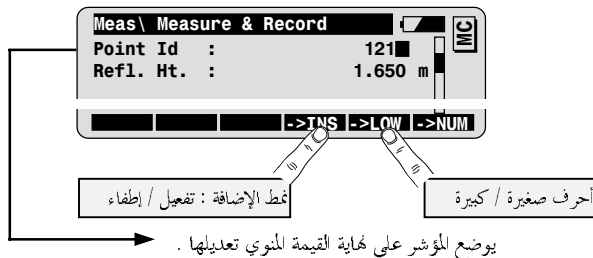 Meas\ Measure & Record
MC
Point Id : 121
Refl. Ht. : 1.650 m
->INS ->LOW ->NUM
نمط الإضافة : تفعيل / إطفاء
أحرف صغيرة / كبيرة
يوضع المؤشر على نهاية القيمة المنوي تعديلها .